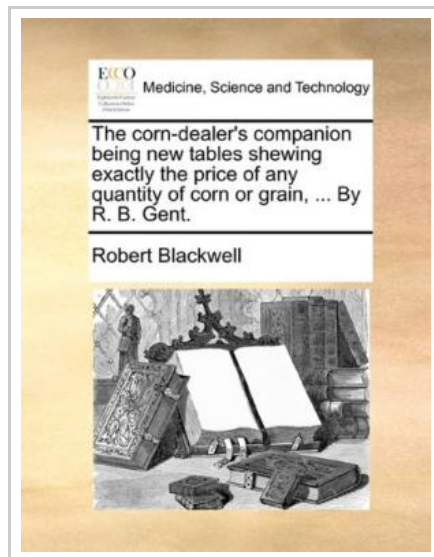 ECCO
Medicine, Science and Technology
The corn-dealer's companion
being new tables shewing
exactly the price of any
quantity of corn or grain, ... By
R. B. Gent.
Robert Blackwell